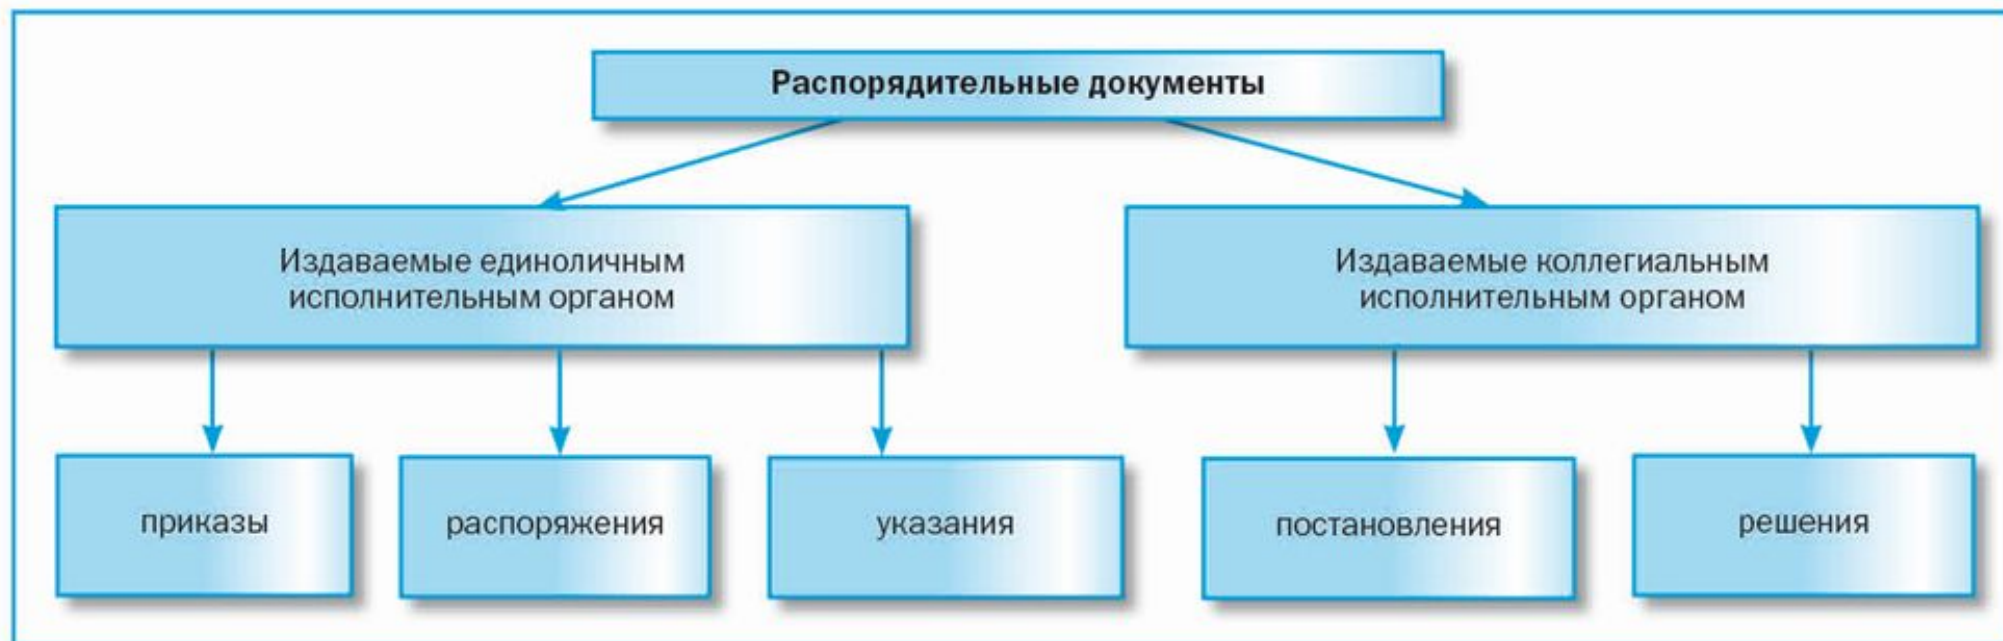 Распорядительные документы
Издаваемые единоличным
исполнительным органом
Издаваемые коллегиальным
исполнительным органом
приказы
распоряжения
указания
постановления
решения